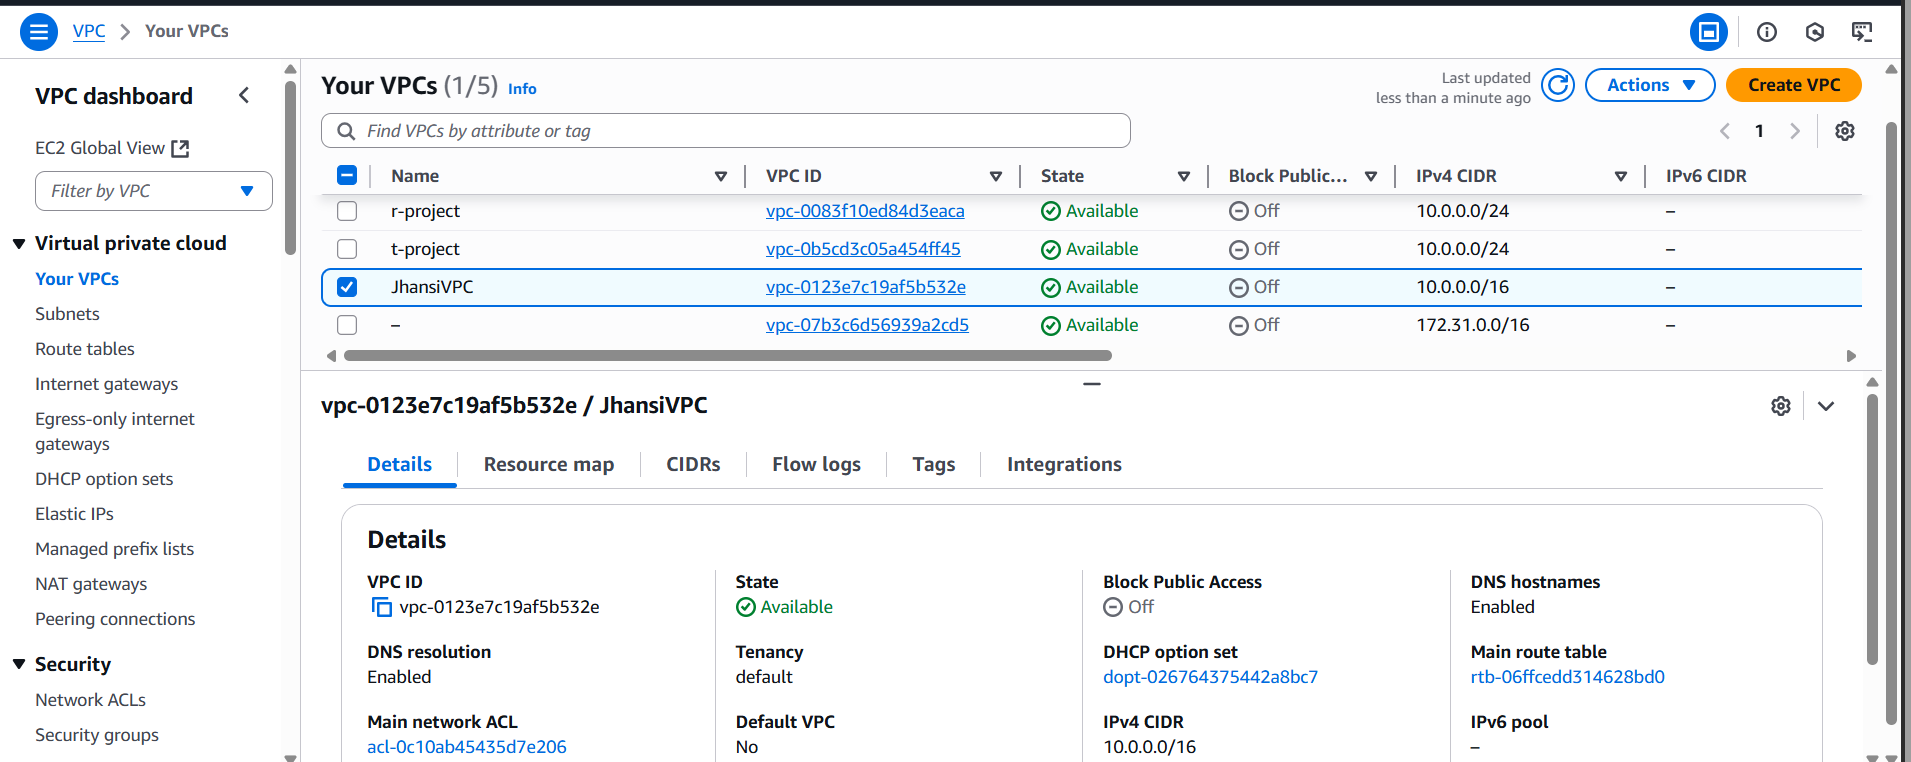 VPC > Your VPCs
VPC dashboard
EC2 Global View
Filter by VPC
Virtual private cloud
Your VPCs
Subnets
Route tables
Internet gateways
Egress-only internet
gateways
DHCP option sets
Elastic IPs
Managed prefix lists
NAT gateways
Peering connections
Security
Network ACLs
Security groups
Your VPCs (1/5) Info
Last updated
less than a minute ago
Actions
Create VPC
Find VPCs by attribute or tag
1
Name VPC ID State Block Public... IPv4 CIDR IPv6 CIDR
r-project vpc-0083f10ed84d3eaca Available Off 10.0.0.0/24 –
t-project vpc-0b5cd3c05a454ff45 Available Off 10.0.0.0/24 –
JhansiVPC vpc-0123e7c19af5b532e Available Off 10.0.0.0/16 –
– vpc-07b3c6d56939a2cd5 Available Off 172.31.0.0/16 –
vpc-0123e7c19af5b532e / JhansiVPC
Details Resource map CIDRs Flow logs Tags Integrations
Details
VPC ID
vpc-0123e7c19af5b532e
State
Available
Block Public Access
Off
DNS hostnames
Enabled
DNS resolution
Enabled
Tenancy
default
DHCP option set
dopt-026764375442a8bc7
Main route table
rtb-06ffcedd314628bd0
Main network ACL
acl-0c10ab45435d7e206
Default VPC
No
IPv4 CIDR
10.0.0.0/16
IPv6 pool
–